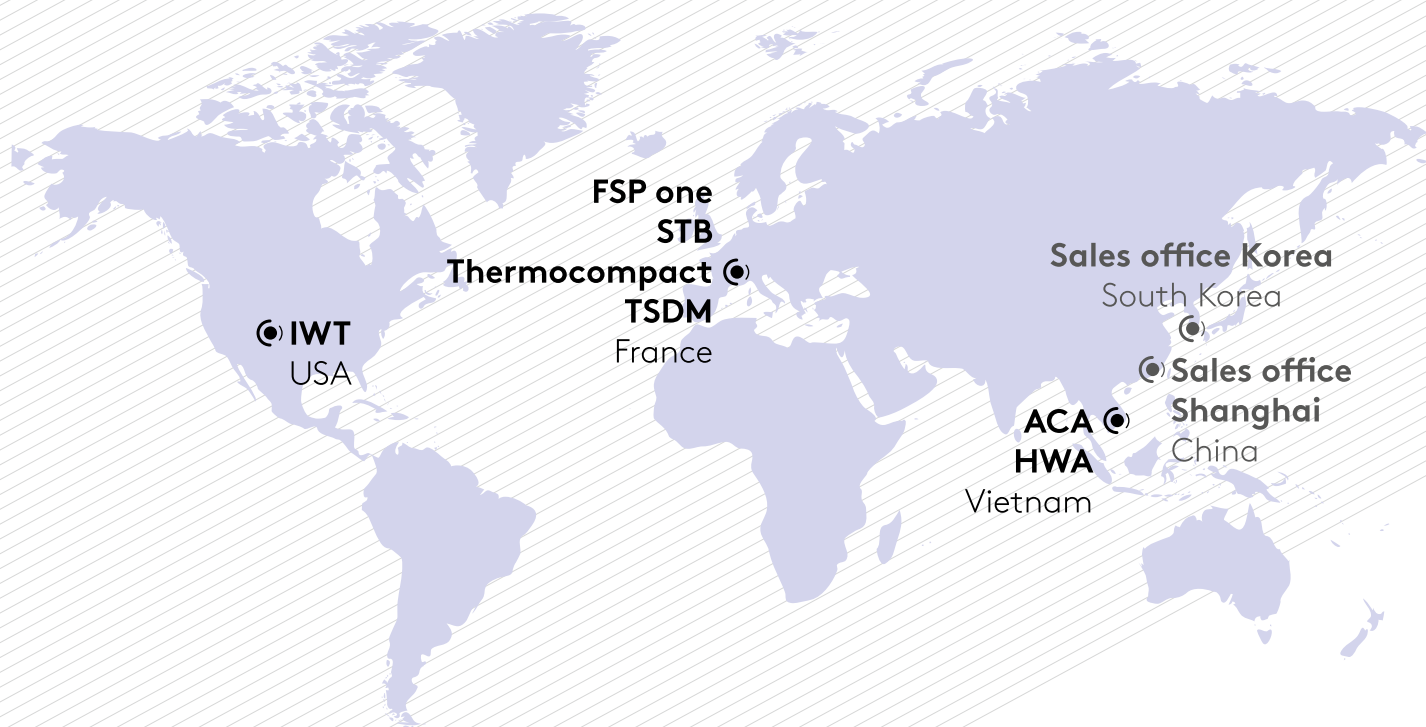 FSP one
STB
Thermocompact
TSDM
France
IWT
USA
Sales office Korea
South Korea
Sales office
Shanghai
China
ACA
HWA
Vietnam